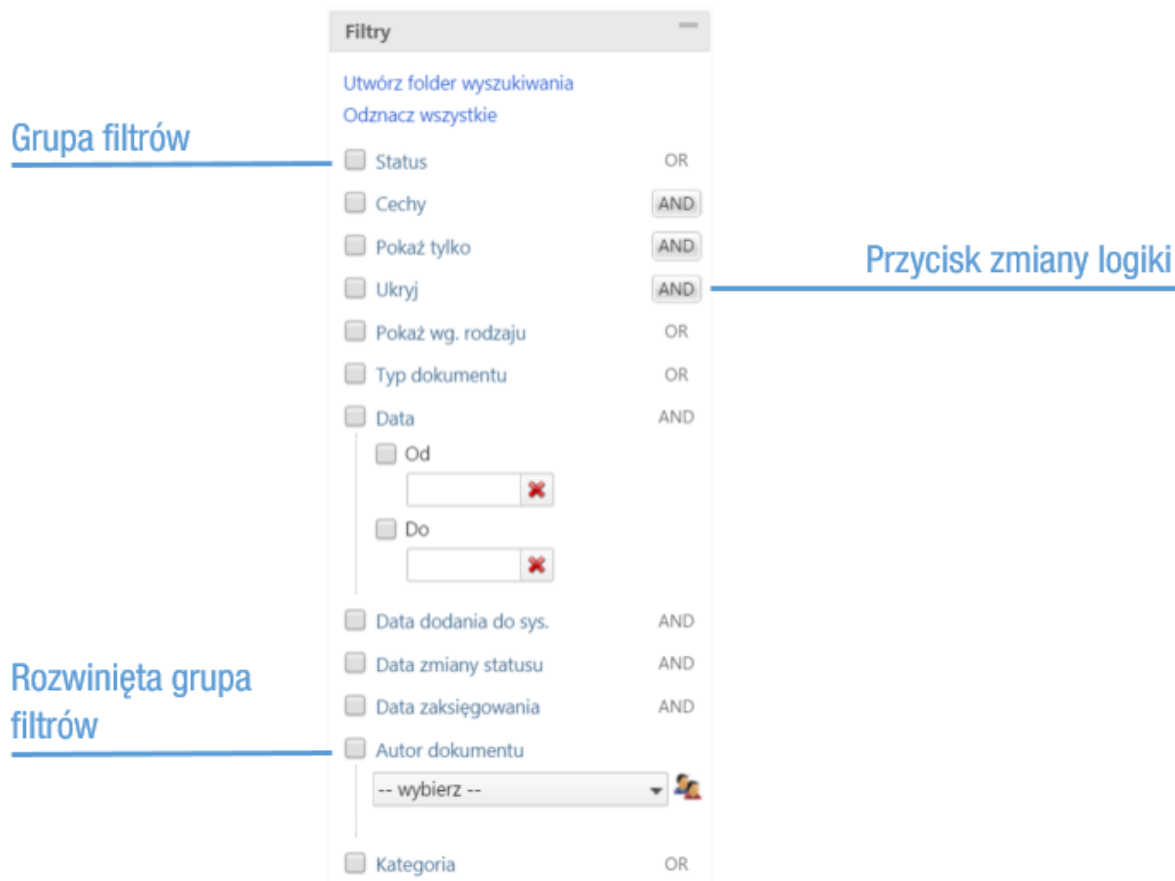 Filtry
Utwórz folder wyszukiwania
Odznacz wszystkie
Grupa filtrów
Status OR
Cechy AND
Pokaż tylko AND
Przycisk zmiany logiki
Ukryj AND
Pokaż wg. rodzaju OR
Typ dokumentu OR
Data AND
Od
Do
Data dodania do sys. AND
Data zmiany statusu AND
Rozwinięta grupa
filtrów
Data zaksięgowania AND
Autor dokumentu
-- wybierz --
Kategoria OR